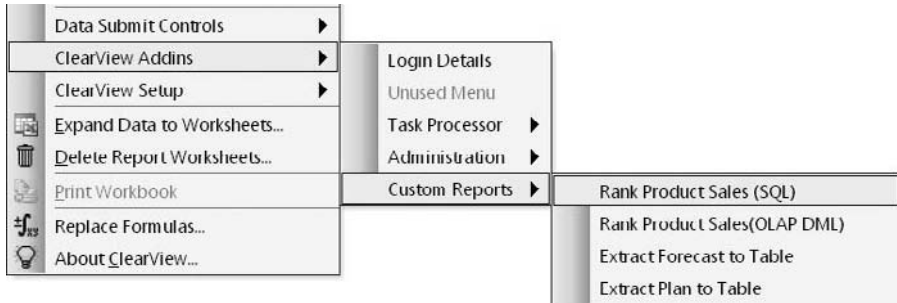 Data Submit Controls
ClearView Addins
ClearView Setup
Expand Data to Worksheets...
Delete Report Worksheets...
Print Workbook
Replace Formulas...
About ClearView...
Login Details
Unused Menu
Task Processor
Administration
Custom Reports
Rank Product Sales (SQL)
Rank Product Sales(OLAP DML)
Extract Forecast to Table
Extract Plan to Table